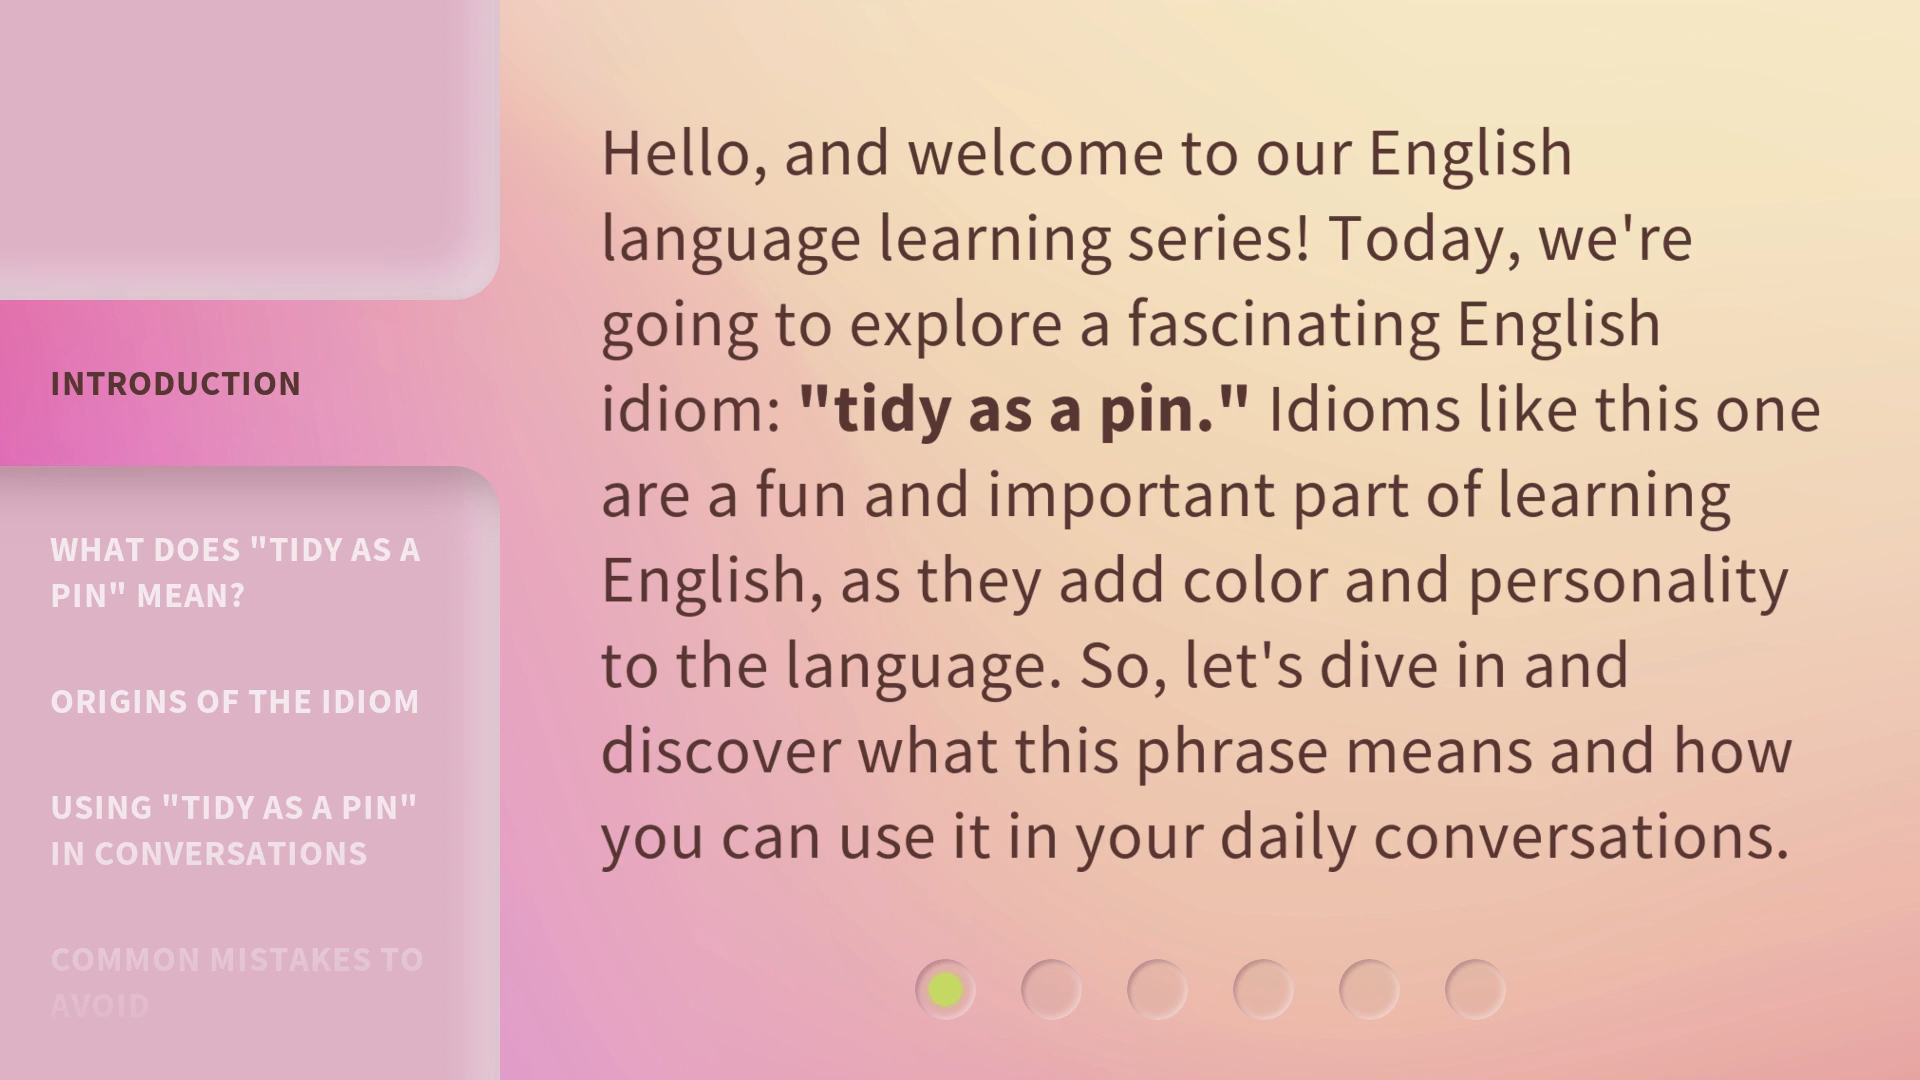 INTRODUCTION
WHAT DOES "TIDY AS A
PIN" MEAN?
ORIGINS OF THE IDIOM
USING "TIDY AS A PIN"
IN CONVERSATIONS
COMMON MISTAKES TO
AVOID
Hello, and welcome to our English
language learning series! Today, we're
going to explore a fascinating English
idiom: "tidy as a pin." Idioms like this one
are a fun and important part of learning
English, as they add color and personality
to the language. So, let's dive in and
discover what this phrase means and how
you can use it in your daily conversations.